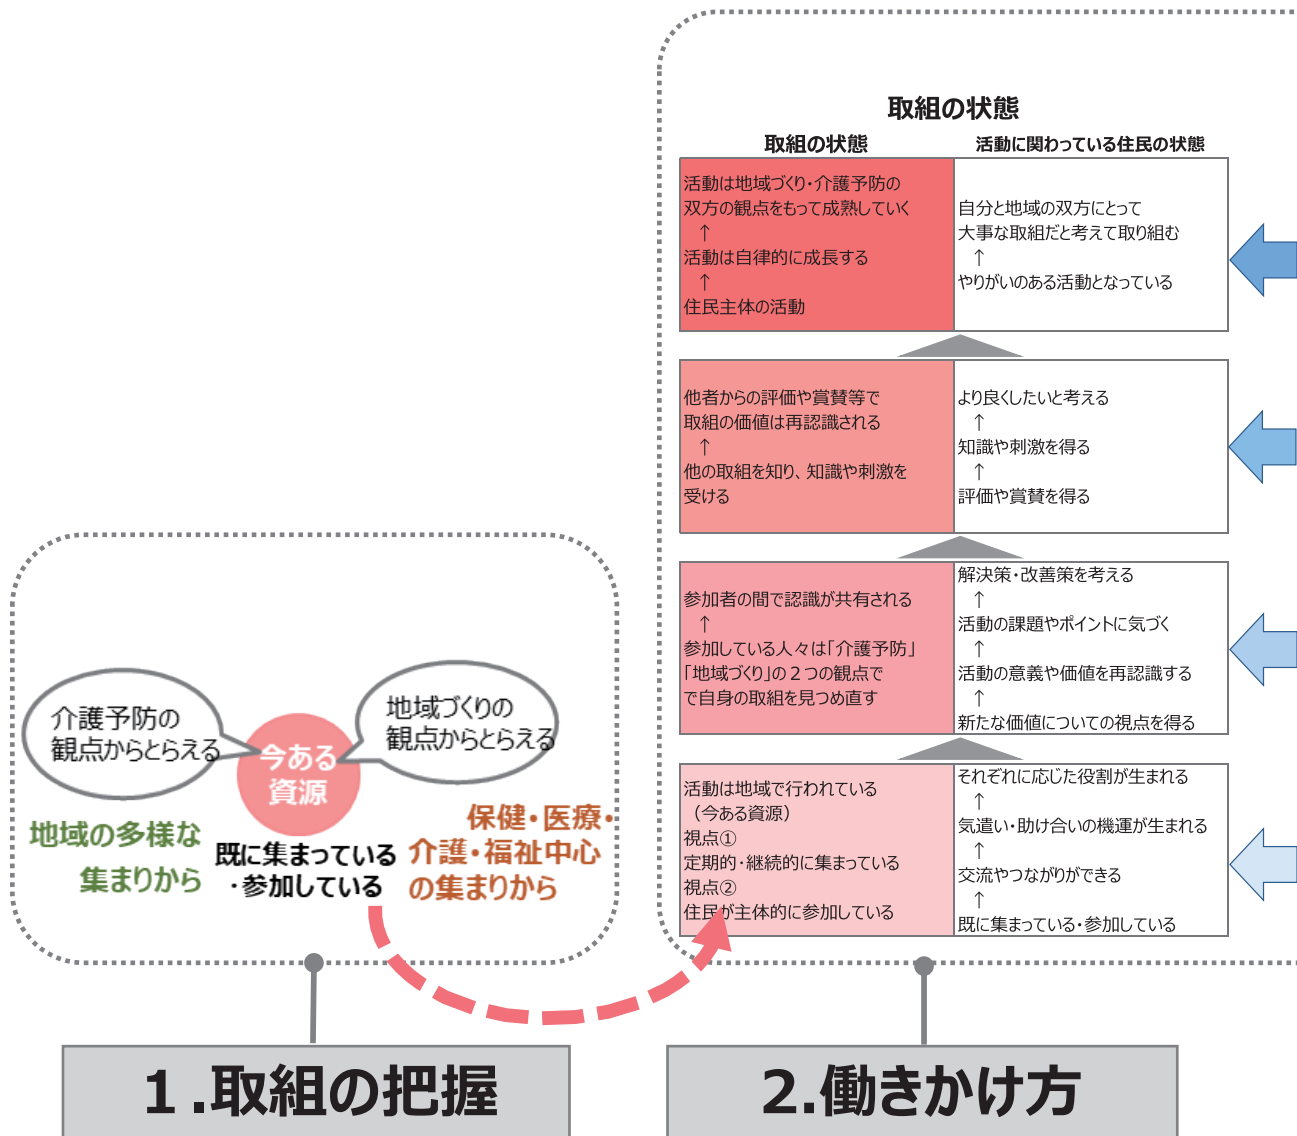 取組の状態
取組の状態
活動に関わっている住民の状態
活動は地域づくり・介護予防の
双方の観点をもって成熟していく
↑
活動は自律的に成長する
↑
住民主体の活動
自分と地域の双方にとって
大事な取組だと考えて取り組む
↑
やりがいのある活動となっている
他者からの評価や賞賛等で
取組の価値は再認識される
↑
他の取組を知り、知識や刺激を
受ける
より良くしたいと考える
↑
知識や刺激を得る
↑
評価や賞賛を得る
参加者の間で認識が共有される
↑
参加している人々は「介護予防」
「地域づくり」の２つの観点で
で自身の取組を見つめ直す
解決策・改善策を考える
↑
活動の課題やポイントに気づく
↑
活動の意義や価値を再認識する
↑
新たな価値についての視点を得る
活動は地域で行われている
（今ある資源）
視点①
定期的・継続的に集まっている
視点②
住民が主体的に参加している
それぞれに応じた役割が生まれる
↑
気遣い・助け合いの機運が生まれる
↑
交流やつながりができる
↑
既に集まっている・参加している
介護予防の
観点からとらえる
今ある
資源
地域づくりの
観点からとらえる
地域の多様な
集まりから
既に集まっている
・参加している
保健・医療・
介護・福祉中心
の集まりから
１.取組の把握
2.働きかけ方